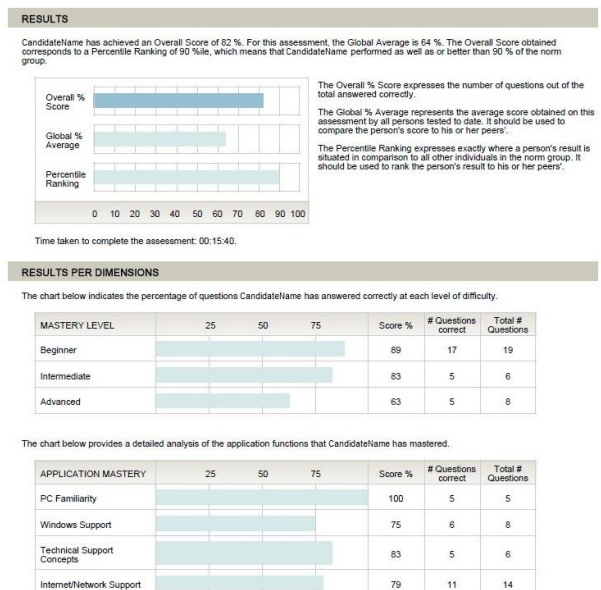 RESULTS
CandidateName has achieved an Overall Score of 82 %. For this assessment, the Global Average is 64 %. The Overall Score obtained
corresponds to a Percentile Ranking of 90 %ile, which means that CandidateName performed as well as or better than 90 % of the norm
group.
Overall %
Score
Global %
Average
Percentile
Ranking
0 10 20 30 40 50 60 70 80 90 100
The Overall % Score expresses the number of questions out of the
total answered correctly.
The Global % Average represents the average score obtained on this
assessment by all persons tested to date. It should be used to
compare the person's score to his or her peers'.
The Percentile Ranking expresses exactly where a person's result is
situated in comparison to all other individuals in the norm group. It
should be used to rank the person's result to his or her peers'.
Time taken to complete the assessment: 00:15:40.
RESULTS PER DIMENSIONS
The chart below indicates the percentage of questions CandidateName has answered correctly at each level of difficulty.
MASTERY LEVEL 25 50 75 Score % # Questions correct Total # Questions
Beginner 89 17 19
Intermediate 83 5 6
Advanced 63 5 8
The chart below provides a detailed analysis of the application functions that CandidateName has mastered.
APPLICATION MASTERY 25 50 75 Score % # Questions correct Total # Questions
PC Familiarity 100 5 5
Windows Support 75 6 8
Technical Support
Concepts 83 5 6
Internet/Network Support 79 11 14